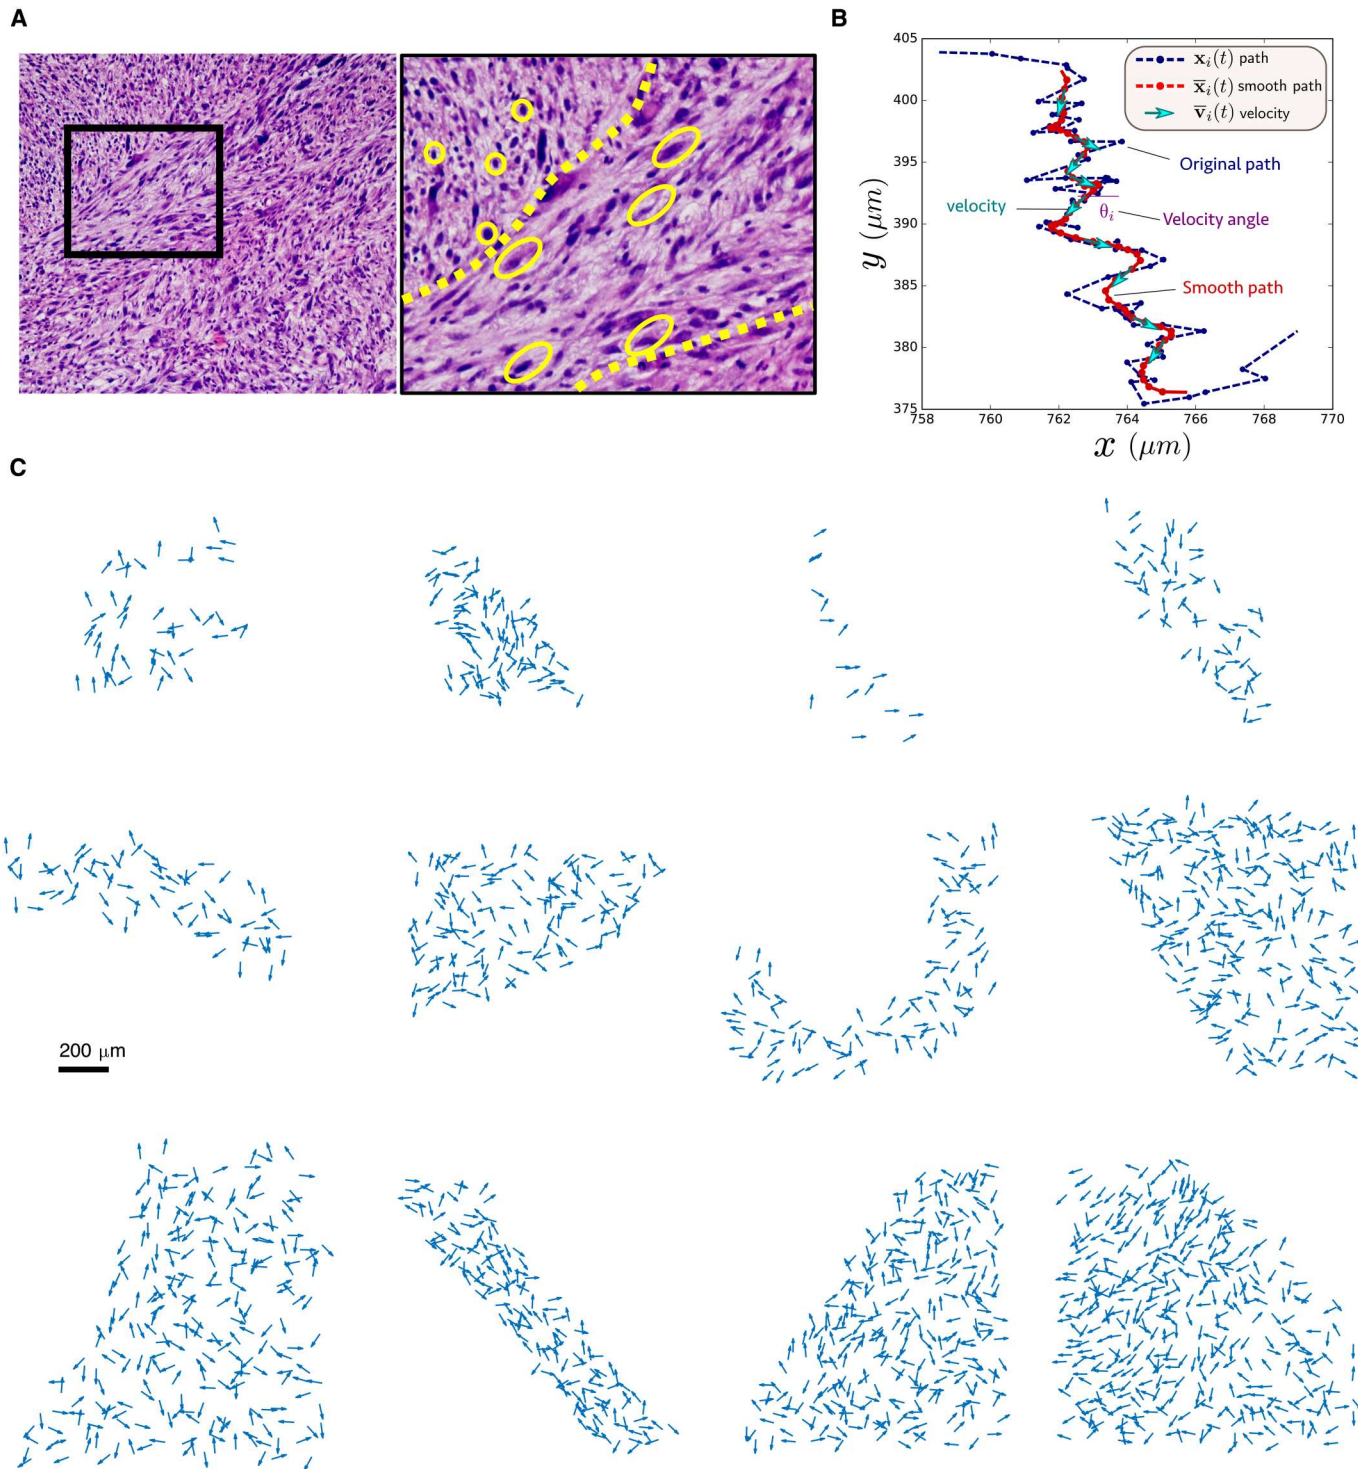 A
B
405
400
395
390
385
380
375
758
760
762
764
766
768
770
y (μm)
x (μm)
x_i(t) path
x̅_i(t) smooth path
v̅_i(t) velocity
Original path
velocity
θ_i
Velocity angle
Smooth path
C
200 μm